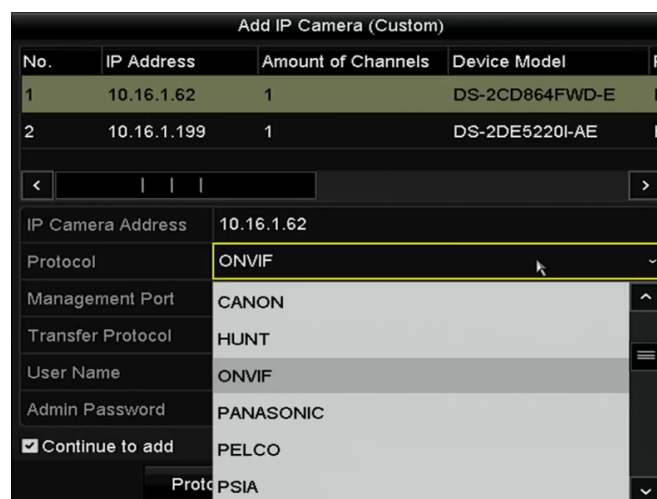 Add IP Camera (Custom)
No. IP Address Amount of Channels Device Model
1 10.16.1.62 1 DS-2CD864FWD-E
2 10.16.1.199 1 DS-2DE5220I-AE
IP Camera Address 10.16.1.62
Protocol ONVIF
Management Port CANON
Transfer Protocol HUNT
User Name ONVIF
Admin Password PANASONIC
Continue to add PELCO
PSIA